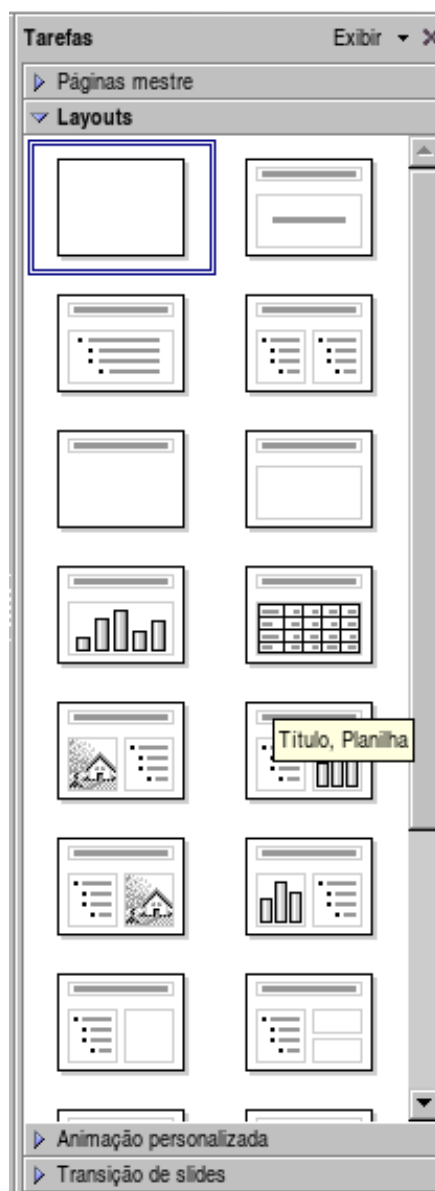 Tarefas Exibir
Páginas mestre
Layouts
Título, Planilha
Animação personalizada
Transição de slides